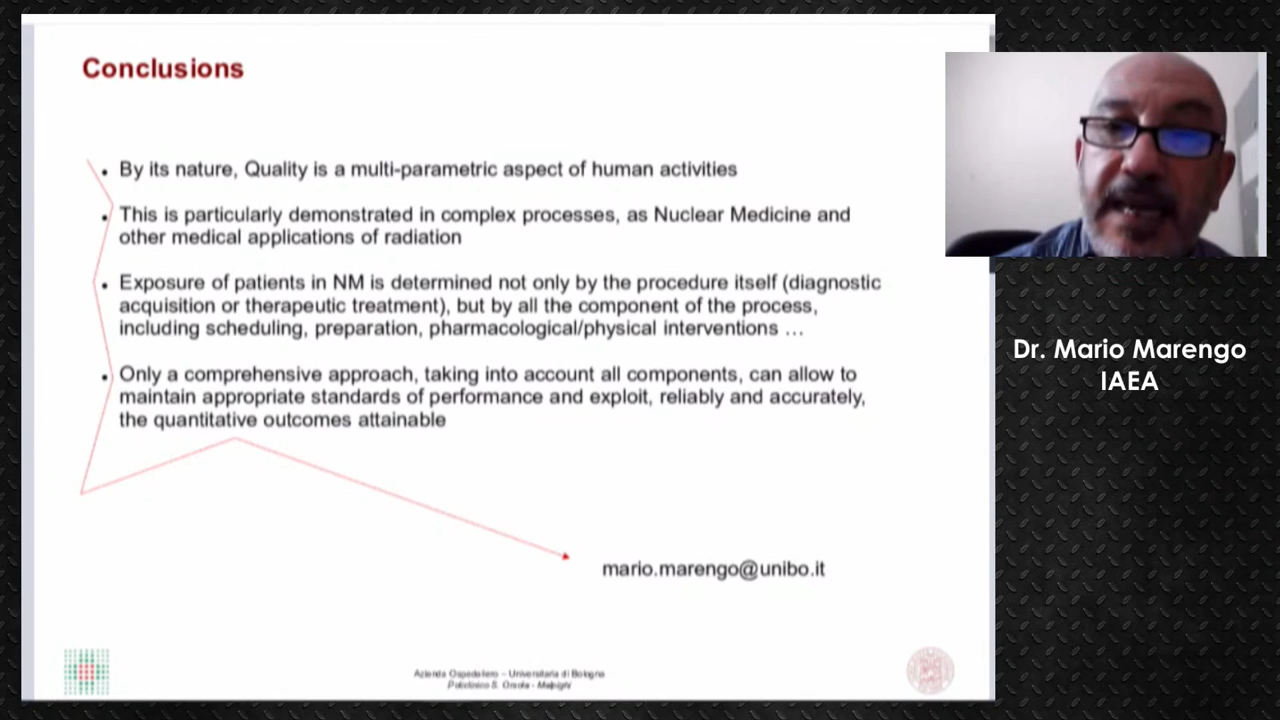 Conclusions
• By its nature, Quality is a multi-parametric aspect of human activities
• This is particularly demonstrated in complex processes, as Nuclear Medicine and
other medical applications of radiation
• Exposure of patients in NM is determined not only by the procedure itself (diagnostic
acquisition or therapeutic treatment), but by all the component of the process,
including scheduling, preparation, pharmacological/physical interventions …
• Only a comprehensive approach, taking into account all components, can allow to
maintain appropriate standards of performance and exploit, reliably and accurately,
the quantitative outcomes attainable
mario.marengo@unibo.it
Azienda Ospedaliero – Universitaria di Bologna
Policlinico S. Orsola - Malpighi
Dr. Mario Marengo
IAEA